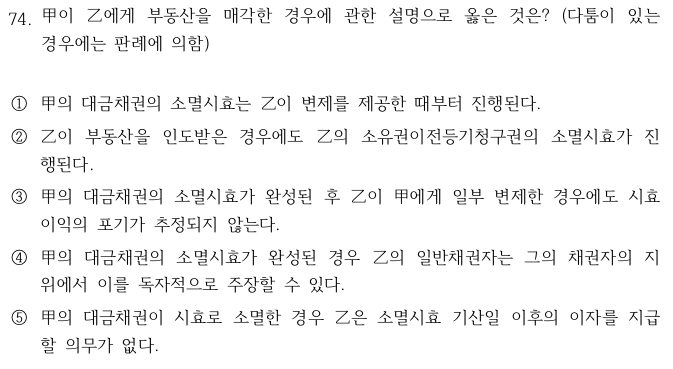 74. 甲이 乙에게 부동산을 매각한 경우에 관한 설명으로 옳은 것은? (다툼이 있는
경우에는 판례에 의함)
① 甲의 대금채권의 소멸시효는 乙이 변제를 제공한 때부터 진행된다.
② 乙이 부동산을 인도받은 경우에도 乙의 소유권이전등기청구권의 소멸시효가 진
행된다.
③ 甲의 대금채권의 소멸시효가 완성된 후 乙이 甲에게 일부 변제한 경우에도 시효
이익의 포기가 추정되지 않는다.
④ 甲의 대금채권의 소멸시효가 완성된 경우 乙의 일반채권자는 그의 채권자의 지
위에서 이를 독자적으로 주장할 수 있다.
⑤ 甲의 대금채권이 시효로 소멸한 경우 乙은 소멸시효 기산일 이후의 이자를 지급
할 의무가 없다.